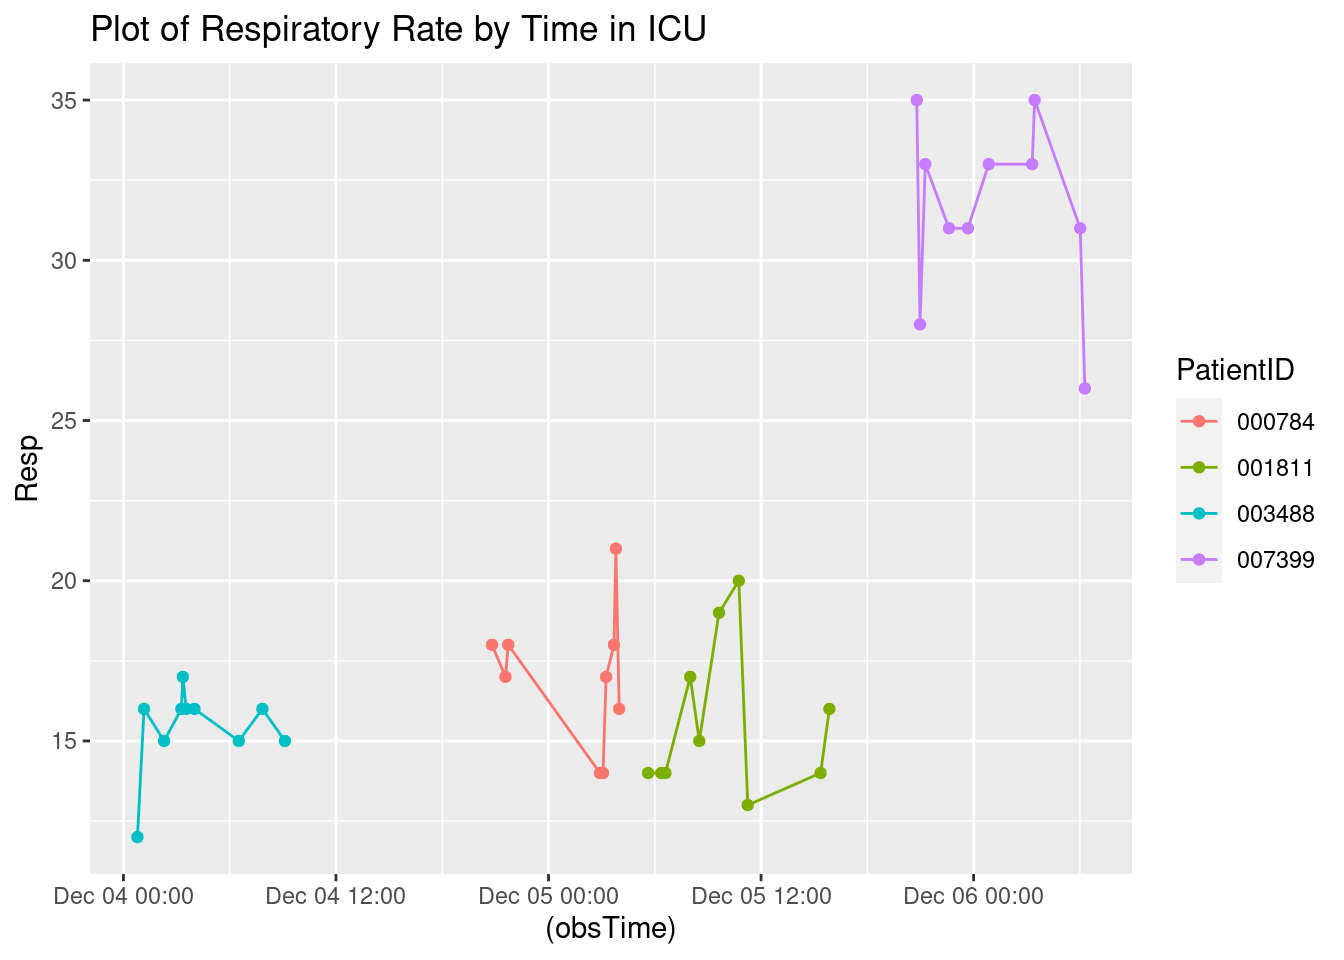 Plot of Respiratory Rate by Time in ICU
35
30
25
20
15
Resp
Dec 04 00:00
Dec 04 12:00
Dec 05 00:00
Dec 05 12:00
Dec 06 00:00
(obsTime)
PatientID
000784
001811
003488
007399